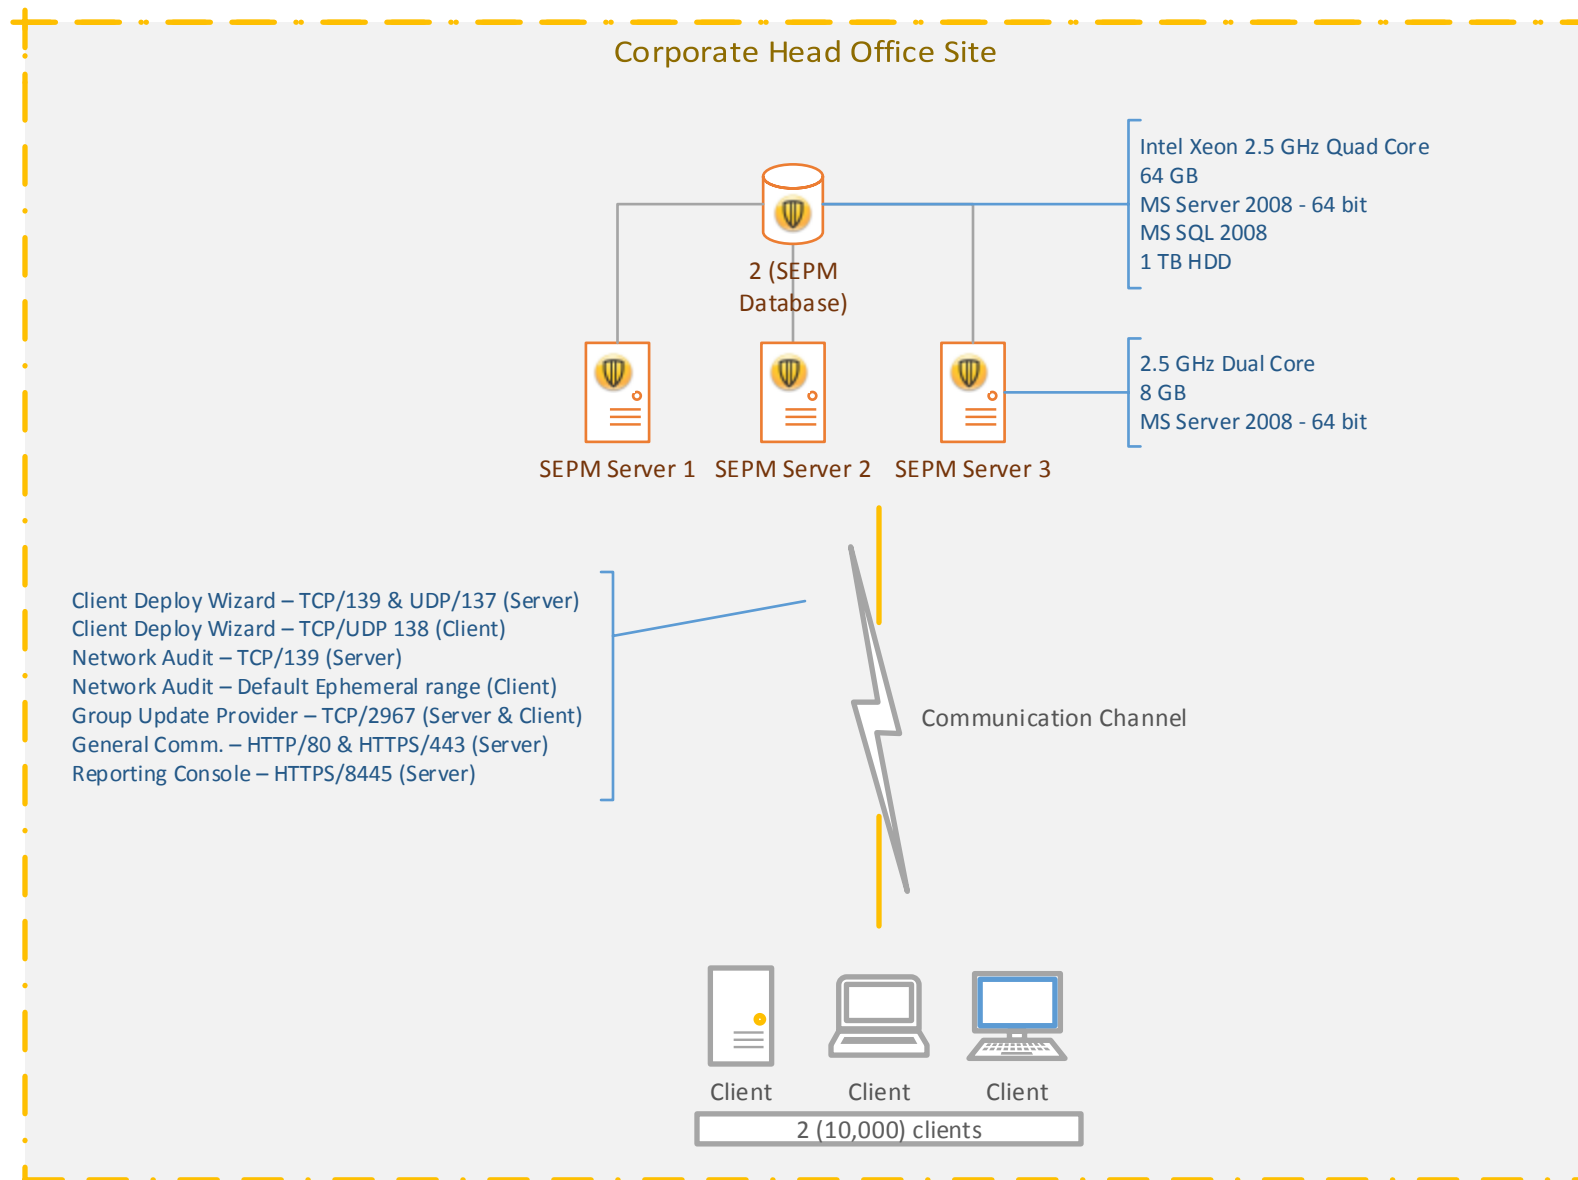 Corporate Head Office Site
Intel Xeon 2.5 GHz Quad Core
64 GB
MS Server 2008 - 64 bit
MS SQL 2008
1 TB HDD
2 (SEPM
Database)
2.5 GHz Dual Core
8 GB
MS Server 2008 - 64 bit
SEPM Server 1
SEPM Server 2
SEPM Server 3
Client Deploy Wizard – TCP/139 & UDP/137 (Server)
Client Deploy Wizard – TCP/UDP 138 (Client)
Network Audit – TCP/139 (Server)
Network Audit – Default Ephemeral range (Client)
Group Update Provider – TCP/2967 (Server & Client)
General Comm. – HTTP/80 & HTTPS/443 (Server)
Reporting Console – HTTPS/8445 (Server)
Communication Channel
Client
Client
Client
2 (10,000) clients